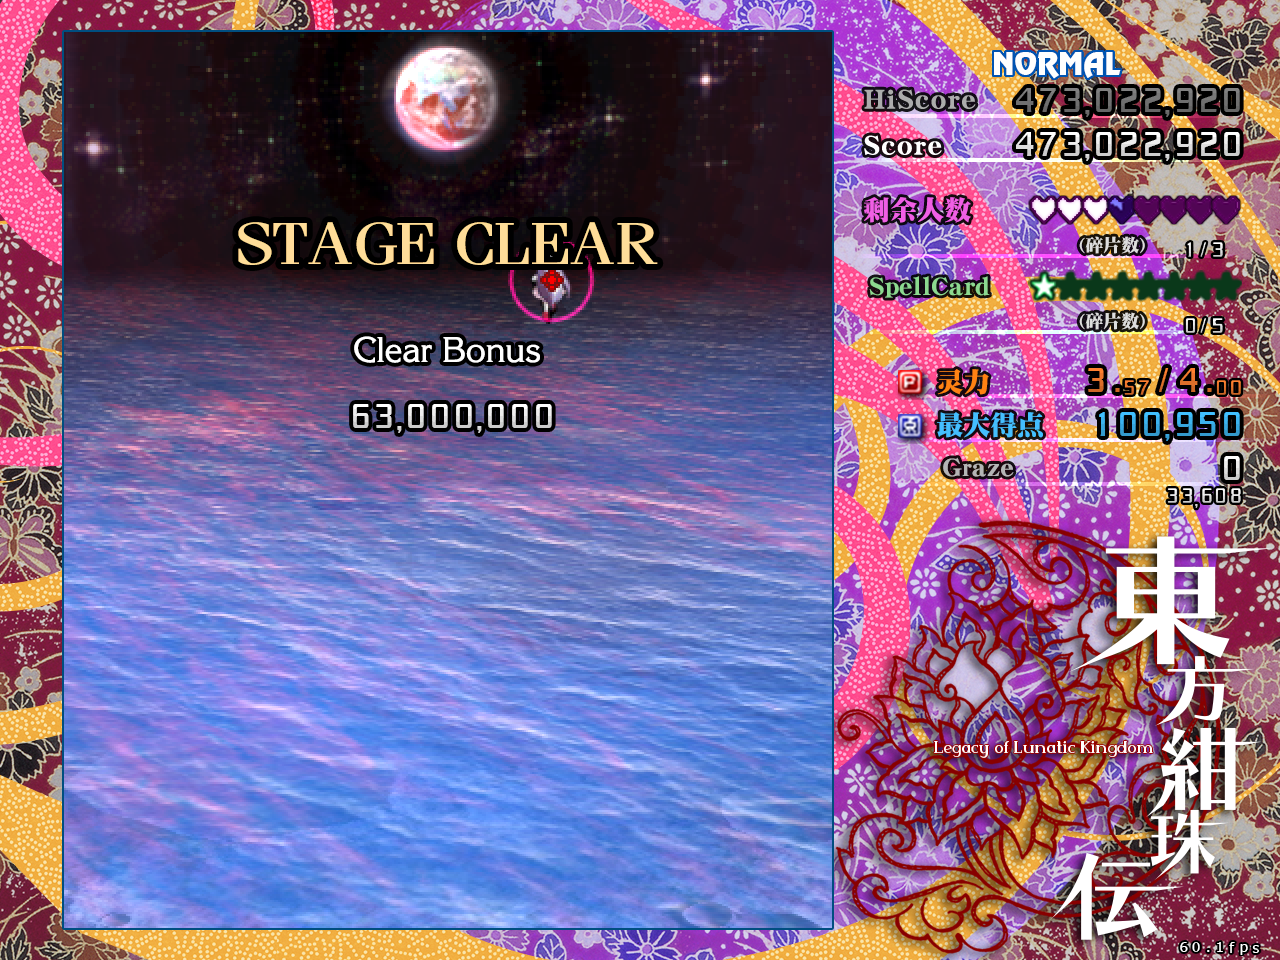 STAGE CLEAR
Clear Bonus
63,000,000
NORMAL
HiScore 473,022,920
Score 473,022,920
剩余人数
(碎片数) 1/3
SpellCard
(碎片数) 0/5
P 灵力 3.57/4.00
最大得点 100,950
Graze 0
33,608
東方紺珠伝
Legacy of Lunatic Kingdom
60.1fps